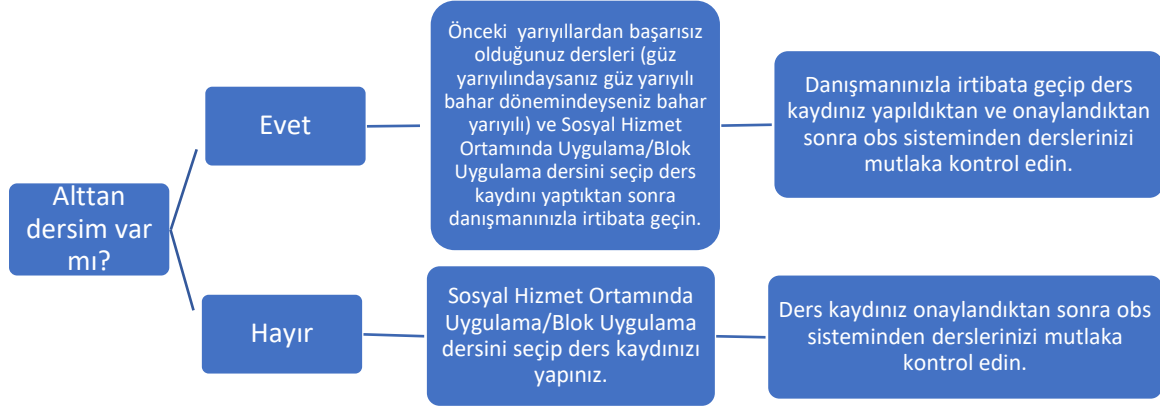 Alttan
dersim var
mı?
Evet
Önceki yarıyıllardan başarısız
olduğunuz dersleri (güz
yarıyılındaysanız güz yarıyılı
bahar dönemindeyseniz bahar
yarıyılı) ve Sosyal Hizmet
Ortamında Uygulama/Blok
Uygulama dersini seçip ders
kaydını yaptıktan sonra
danışmanınızla irtibata geçin.
Danışmanınızla irtibata geçip ders
kaydınız yapıldıktan ve onaylandıktan
sonra obs sisteminden derslerinizi
mutlaka kontrol edin.
Hayır
Sosyal Hizmet Ortamında
Uygulama/Blok Uygulama
dersini seçip ders kaydınızı
yapınız.
Ders kaydınız onaylandıktan sonra obs
sisteminden derslerinizi mutlaka
kontrol edin.